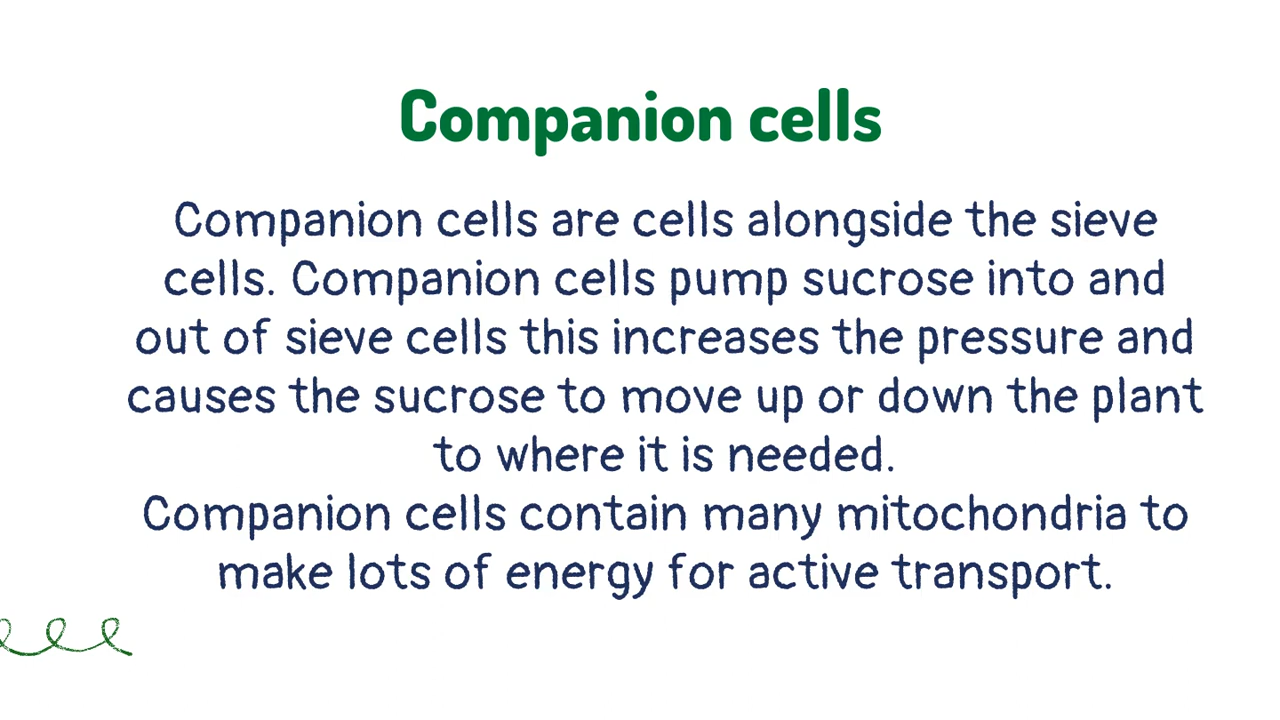 Companion cells
Companion cells are cells alongside the sieve
cells. Companion cells pump sucrose into and
out of sieve cells this increases the pressure and
causes the sucrose to move up or down the plant
to where it is needed.
Companion cells contain many mitochondria to
make lots of energy for active transport.